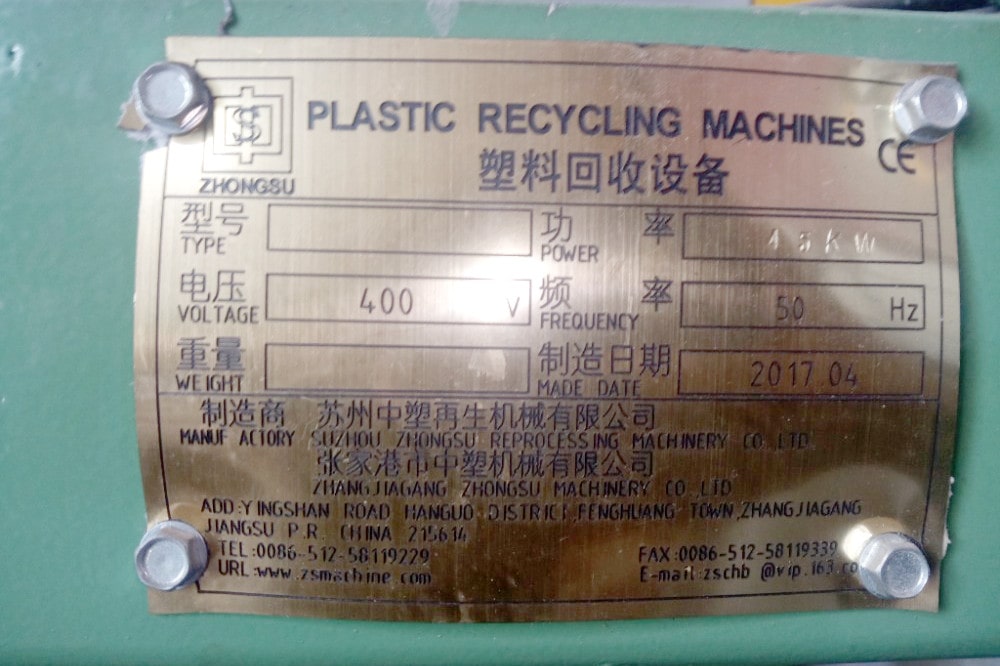 PLASTIC RECYCLING MACHINES
塑料回收设备
CE
ZHONGSU
型号 功率 45KW
TYPE POWER
电压 400 V 频率 50 Hz
VOLTAGE FREQUENCY
重量 制造日期 2017.04
WEIGHT MADE DATE
制造商 苏州中塑再生机械有限公司
MANUFACTORY SUZHOU ZHONGSU REPROCESSING MACHINERY CO.,LTD.
张家港市中塑机械有限公司
ZHANGJIAGANG ZHONGSU MACHINERY CO.,LTD
ADD:YINGSHAN ROAD HANGUO DISTRICT,FENGHUANG TOWN,ZHANGJIAGANG
JIANGSU P.R. CHINA 215614
TEL:0086-512-58119229 FAX:0086-512-58119339
URL:www.zsmachine.com E-mail:zschb @vip.163.co